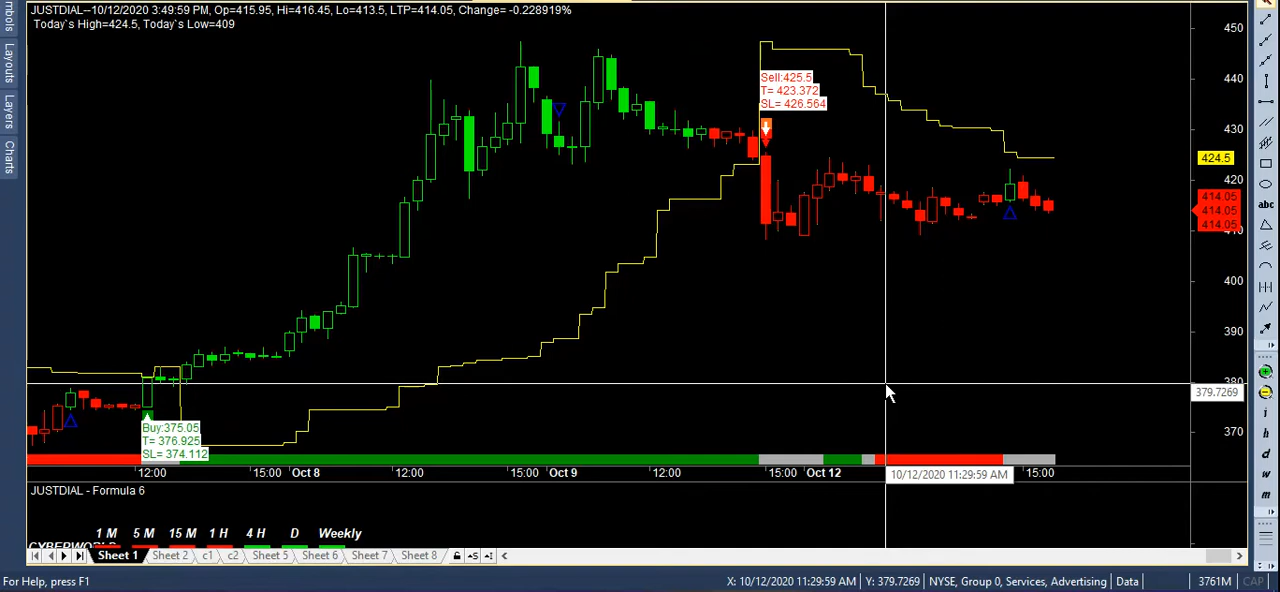 JUSTDIAL--10/12/2020 3:49:59 PM, Op=415.95, Hi=416.45, Lo=413.5, LTP=414.05, Change= -0.228919%
Today`s High=424.5, Today`s Low=409
Layouts
Layers
Charts
450
440
430
424.5
420
414.05
414.05
414.05
410
400
390
380
379.7269
370
Sell:425.5
T= 423.372
SL= 426.564
Buy:375.05
T= 376.925
SL= 374.112
12:00 15:00 Oct 8 12:00 15:00 Oct 9 12:00 15:00 Oct 12 10/12/2020 11:29:59 AM 15:00
JUSTDIAL - Formula 6
1 M 5 M 15 M 1 H 4 H D Weekly
Sheet 1 Sheet 2 c1 c2 Sheet 5 Sheet 6 Sheet 7 Sheet 8
For Help, press F1
X: 10/12/2020 11:29:59 AM Y: 379.7269 NYSE, Group 0, Services, Advertising Data 3761M CAP
abc
i
h
d
w
m